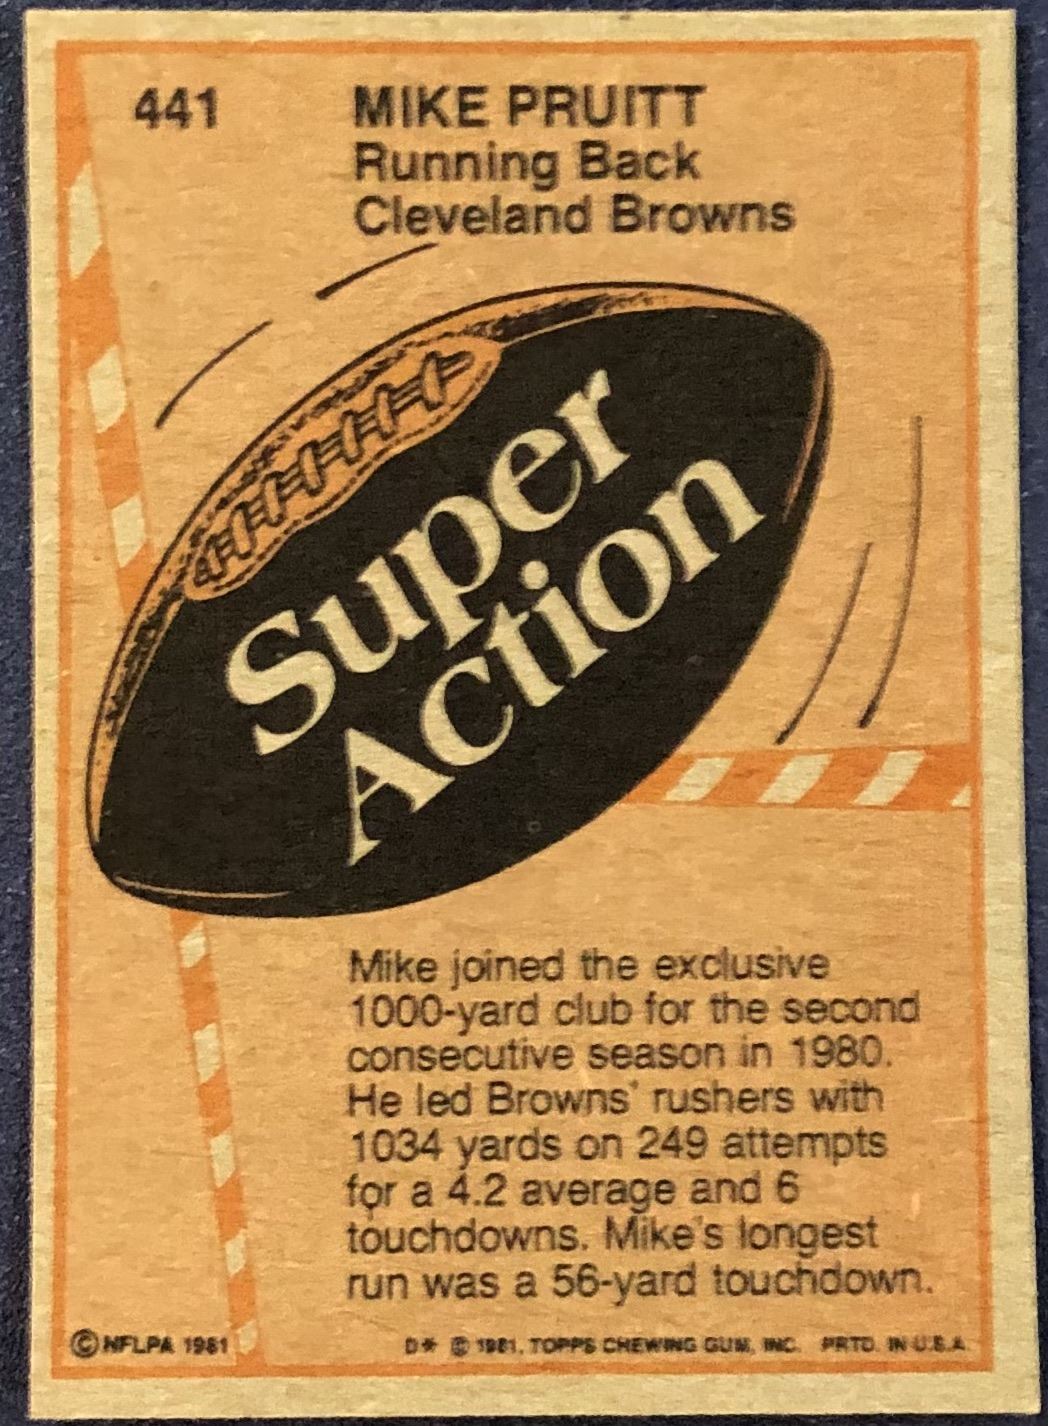 441
MIKE PRUITT
Running Back
Cleveland Browns
Super
Action
Mike joined the exclusive
1000-yard club for the second
consecutive season in 1980.
He led Browns' rushers with
1034 yards on 249 attempts
for a 4.2 average and 6
touchdowns. Mike's longest
run was a 56-yard touchdown.
© NFLPA 1981
D* © 1981, TOPPS CHEWING GUM, INC. PRTD. IN U.S.A.